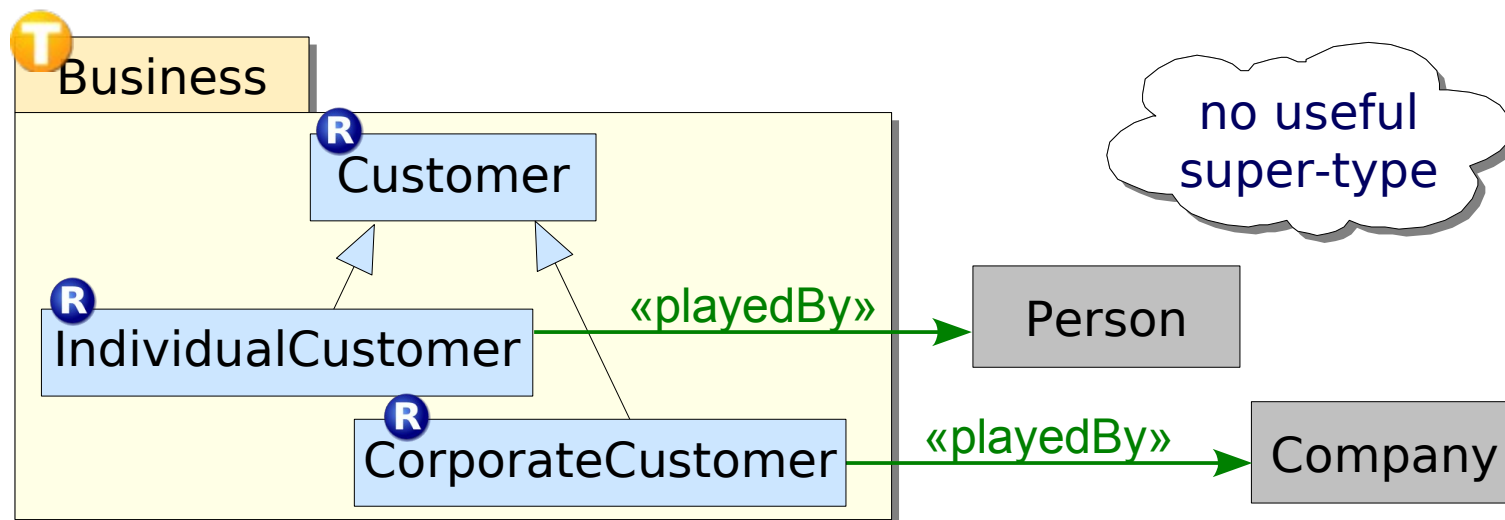 T
Business
R
Customer
no useful
super-type
R
IndividualCustomer
«playedBy»
Person
R
CorporateCustomer
«playedBy»
Company